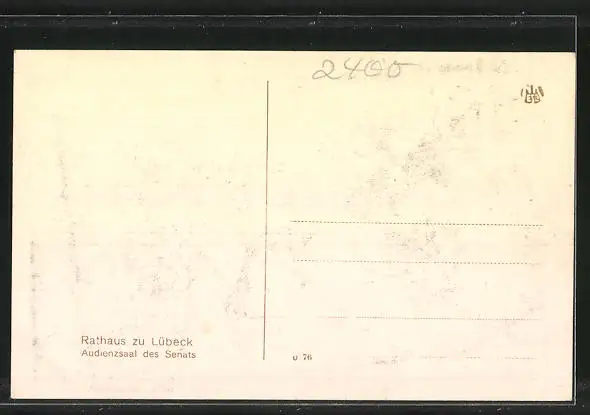 2400
Rathaus zu Lübeck
Audienzsaal des Senats
U 76